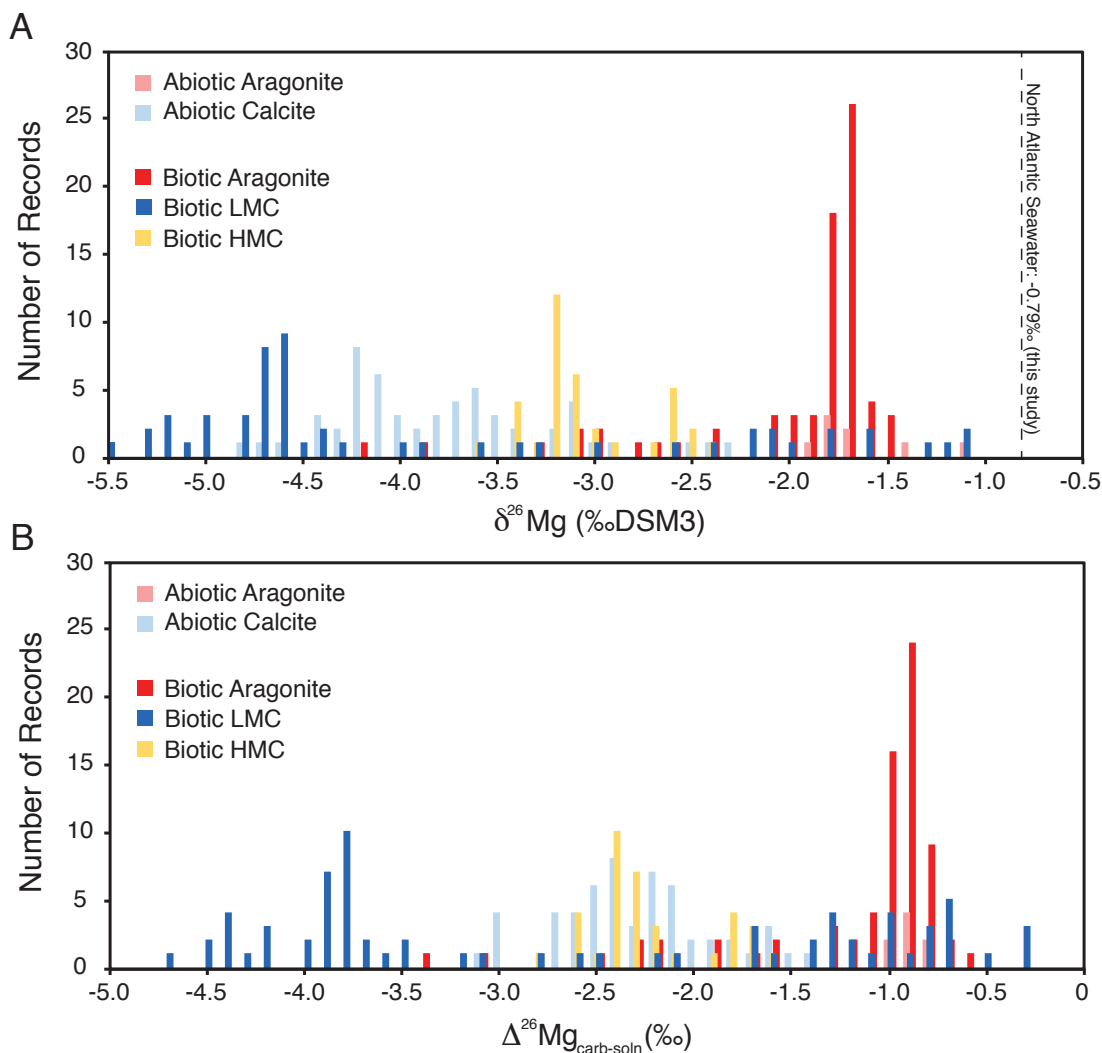 A
Number of Records
30
25
20
15
10
5
0
Abiotic Aragonite
Abiotic Calcite
Biotic Aragonite
Biotic LMC
Biotic HMC
North Atlantic Seawater: -0.79‰ (this study)
-5.5 -5.0 -4.5 -4.0 -3.5 -3.0 -2.5 -2.0 -1.5 -1.0 -0.5
δ²⁶Mg (‰DSM3)
B
Number of Records
30
25
20
15
10
5
0
Abiotic Aragonite
Abiotic Calcite
Biotic Aragonite
Biotic LMC
Biotic HMC
-5.0 -4.5 -4.0 -3.5 -3.0 -2.5 -2.0 -1.5 -1.0 -0.5 0
Δ²⁶Mg carb-soln (‰)